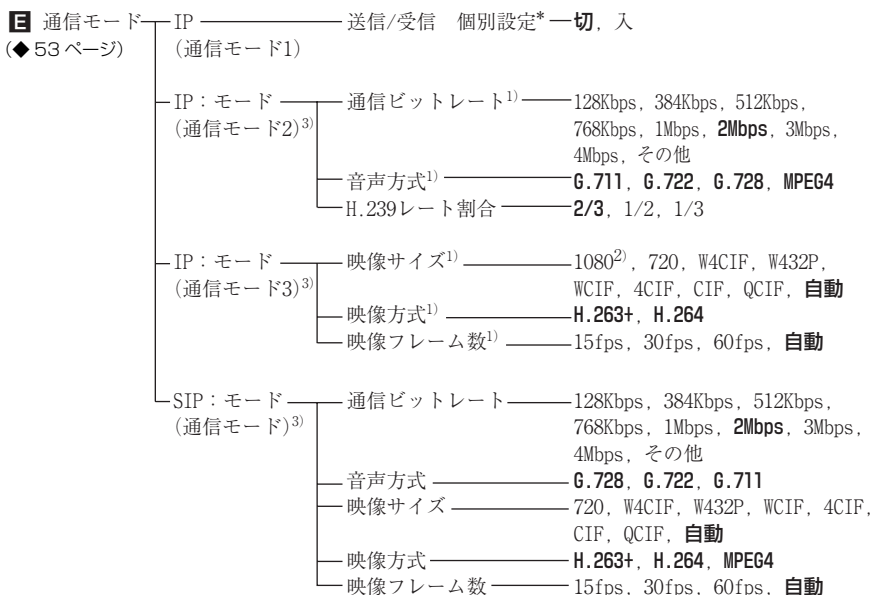 E 通信モード IP 送信/受信 個別設定* 切, 入
(◆ 53 ページ) (通信モード1)
IP：モード 通信ビットレート1) 128Kbps, 384Kbps, 512Kbps,
(通信モード2)3) 768Kbps, 1Mbps, 2Mbps, 3Mbps,
4Mbps, その他
音声方式1) G.711, G.722, G.728, MPEG4
H.239レート割合 2/3, 1/2, 1/3
IP：モード 映像サイズ1) 10802), 720, W4CIF, W432P,
(通信モード3)3) WCIF, 4CIF, CIF, QCIF, 自動
映像方式1) H.263+, H.264
映像フレーム数1) 15fps, 30fps, 60fps, 自動
SIP：モード 通信ビットレート 128Kbps, 384Kbps, 512Kbps,
(通信モード)3) 768Kbps, 1Mbps, 2Mbps, 3Mbps,
4Mbps, その他
音声方式 G.728, G.722, G.711
映像サイズ 720, W4CIF, W432P, WCIF, 4CIF,
CIF, QCIF, 自動
映像方式 H.263+, H.264, MPEG4
映像フレーム数 15fps, 30fps, 60fps, 自動